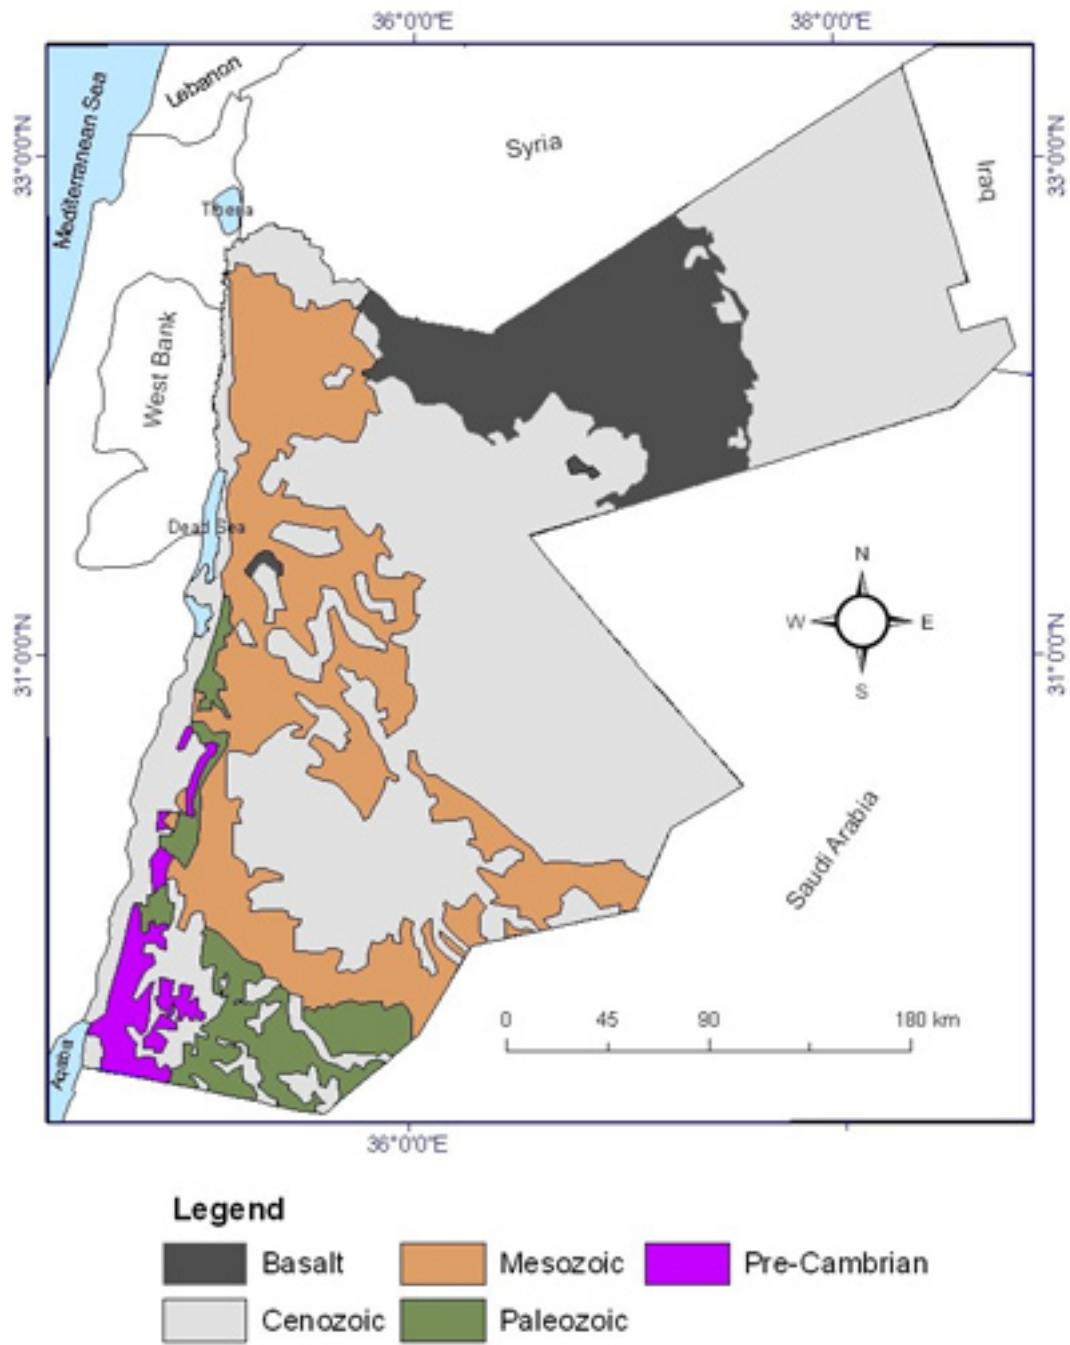 36°0'0"E 38°0'0"E
33°0'0"N
33°0'0"N
Mediterranean Sea
Lebanon
Syria
Iraq
West Bank
Dead Sea
N
W E
S
31°0'0"N
31°0'0"N
Saudi Arabia
0 45 90 180 km
Aqaba
36°0'0"E
Legend
Basalt Mesozoic Pre-Cambrian
Cenozoic Paleozoic